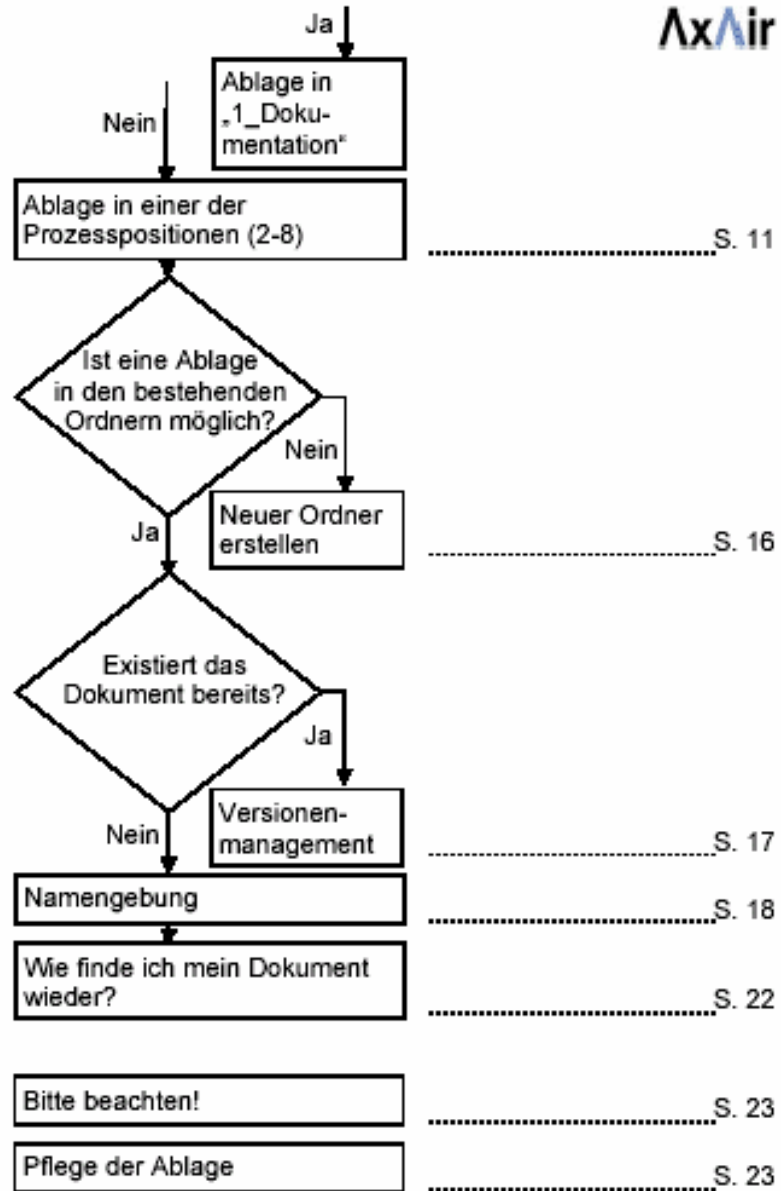 Ja
AxAir
Ablage in
„1_Doku-
mentation"
Nein
Ablage in einer der
Prozesspositionen (2-8)
S. 11
Ist eine Ablage
in den bestehenden
Ordnern möglich?
Nein
Neuer Ordner
erstellen
S. 16
Ja
Existiert das
Dokument bereits?
Ja
Versionen-
management
S. 17
Nein
Namengebung
S. 18
Wie finde ich mein Dokument
wieder?
S. 22
Bitte beachten!
S. 23
Pflege der Ablage
S. 23